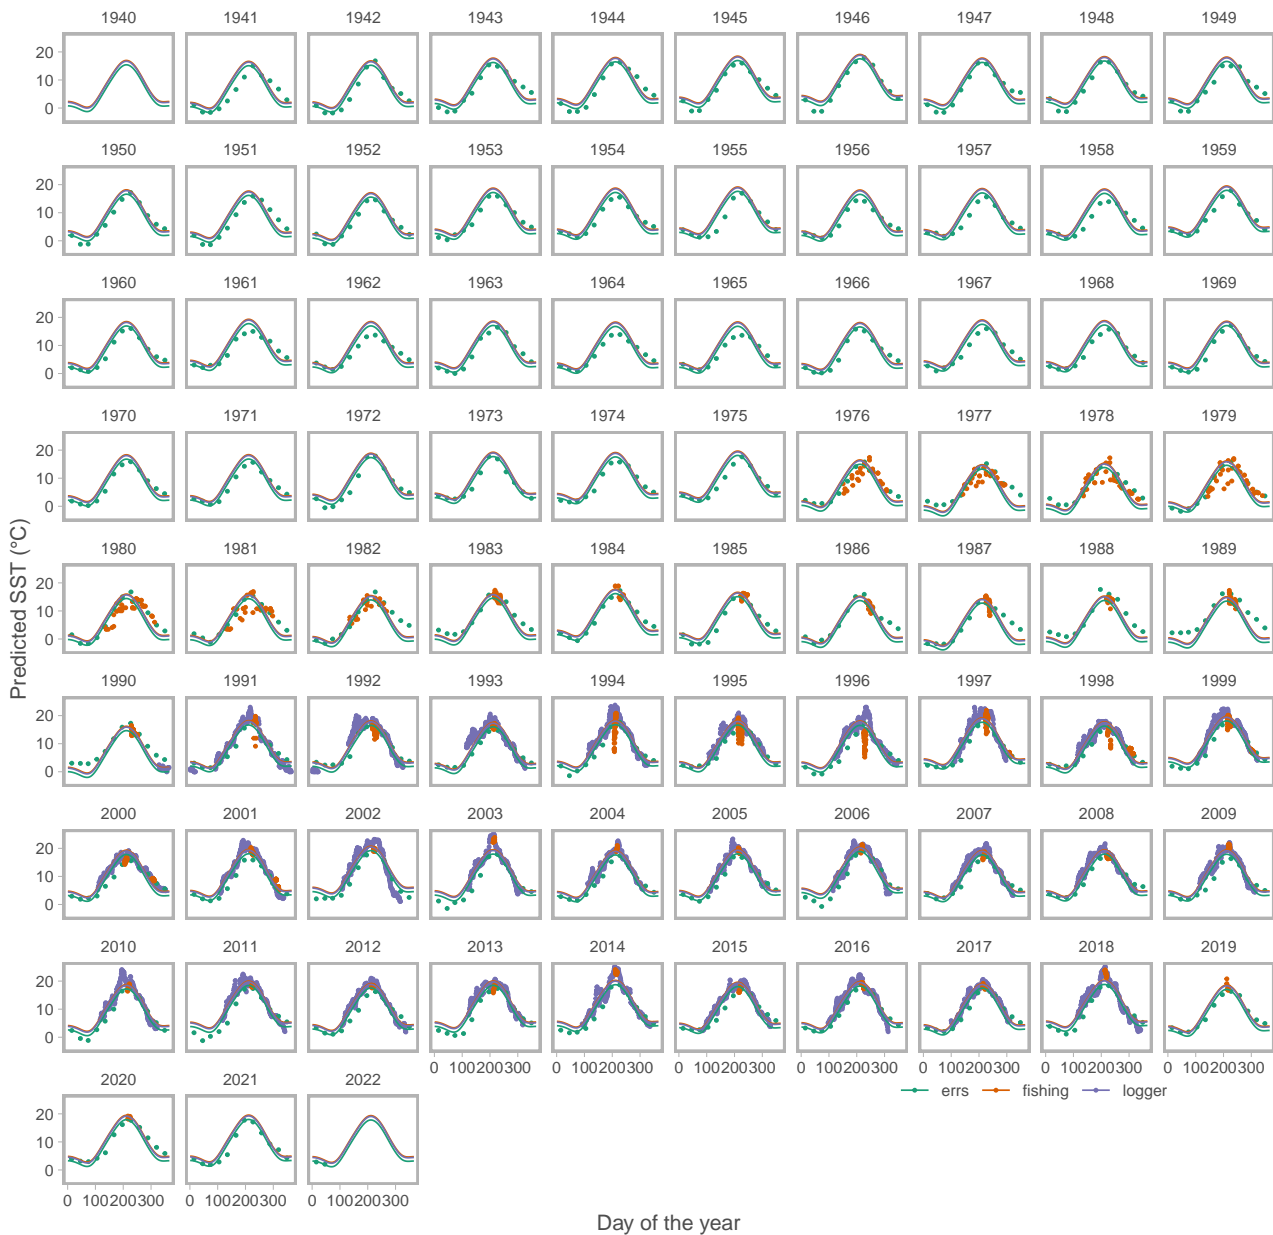 1940 1941 1942 1943 1944 1945 1946 1947 1948 1949
20
10
0
1950 1951 1952 1953 1954 1955 1956 1957 1958 1959
20
10
0
1960 1961 1962 1963 1964 1965 1966 1967 1968 1969
20
10
0
1970 1971 1972 1973 1974 1975 1976 1977 1978 1979
20
10
0
Predicted SST (°C)
1980 1981 1982 1983 1984 1985 1986 1987 1988 1989
20
10
0
1990 1991 1992 1993 1994 1995 1996 1997 1998 1999
20
10
0
2000 2001 2002 2003 2004 2005 2006 2007 2008 2009
20
10
0
2010 2011 2012 2013 2014 2015 2016 2017 2018 2019
20
10
0
0 100200300 0 100200300 0 100200300 0 100200300 0 100200300 0 100200300 0 100200300
2020 2021 2022
errs fishing logger
20
10
0
0 100200300 0 100200300 0 100200300
Day of the year